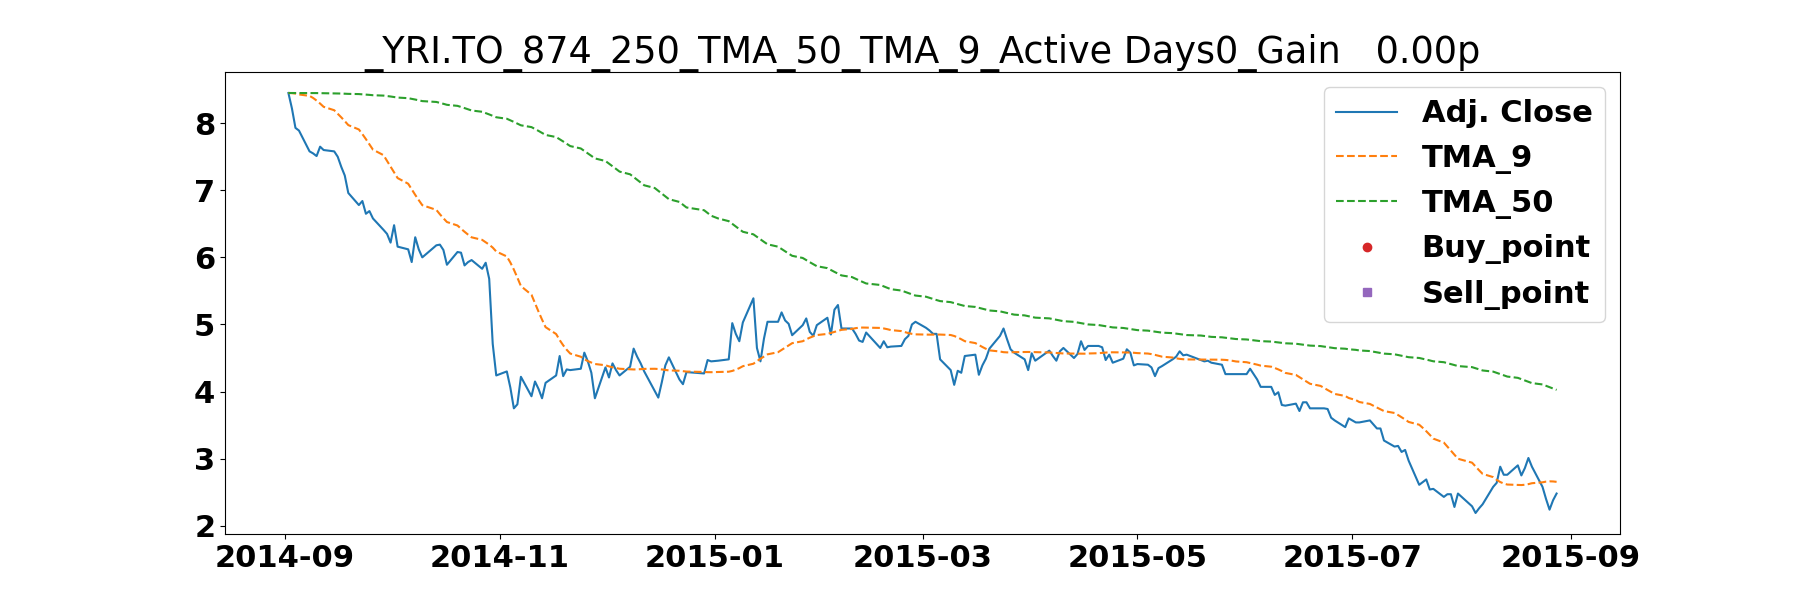 _YRI.TO_874_250_TMA_50_TMA_9_Active Days0_Gain   0.00p
8
7
6
5
4
3
2
Adj. Close
TMA_9
TMA_50
Buy_point
Sell_point
2014-09 2014-11 2015-01 2015-03 2015-05 2015-07 2015-09